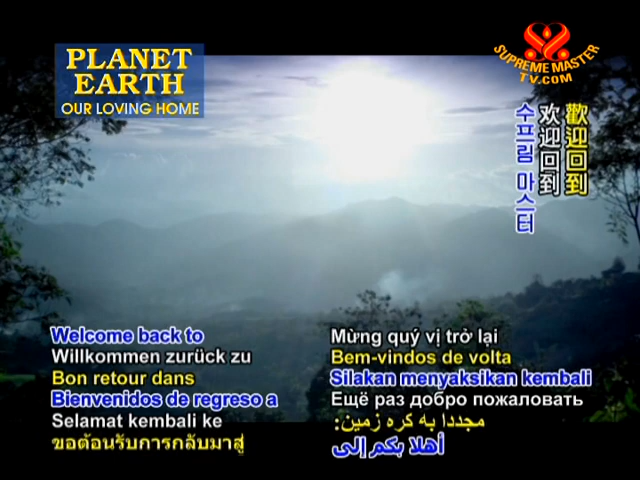 PLANET
EARTH
OUR LOVING HOME
SUPREME MASTER
TV.COM
歡迎回到
欢迎回到
수프림 마스터
Welcome back to
Willkommen zurück zu
Bon retour dans
Bienvenidos de regreso a
Selamat kembali ke
ขอต้อนรับการกลับมาสู่
Mừng quý vị trở lại
Bem-vindos de volta
Silakan menyaksikan kembali
Ещё раз добро пожаловать
مجددا به کره زمین:
أهلا بكم إلى